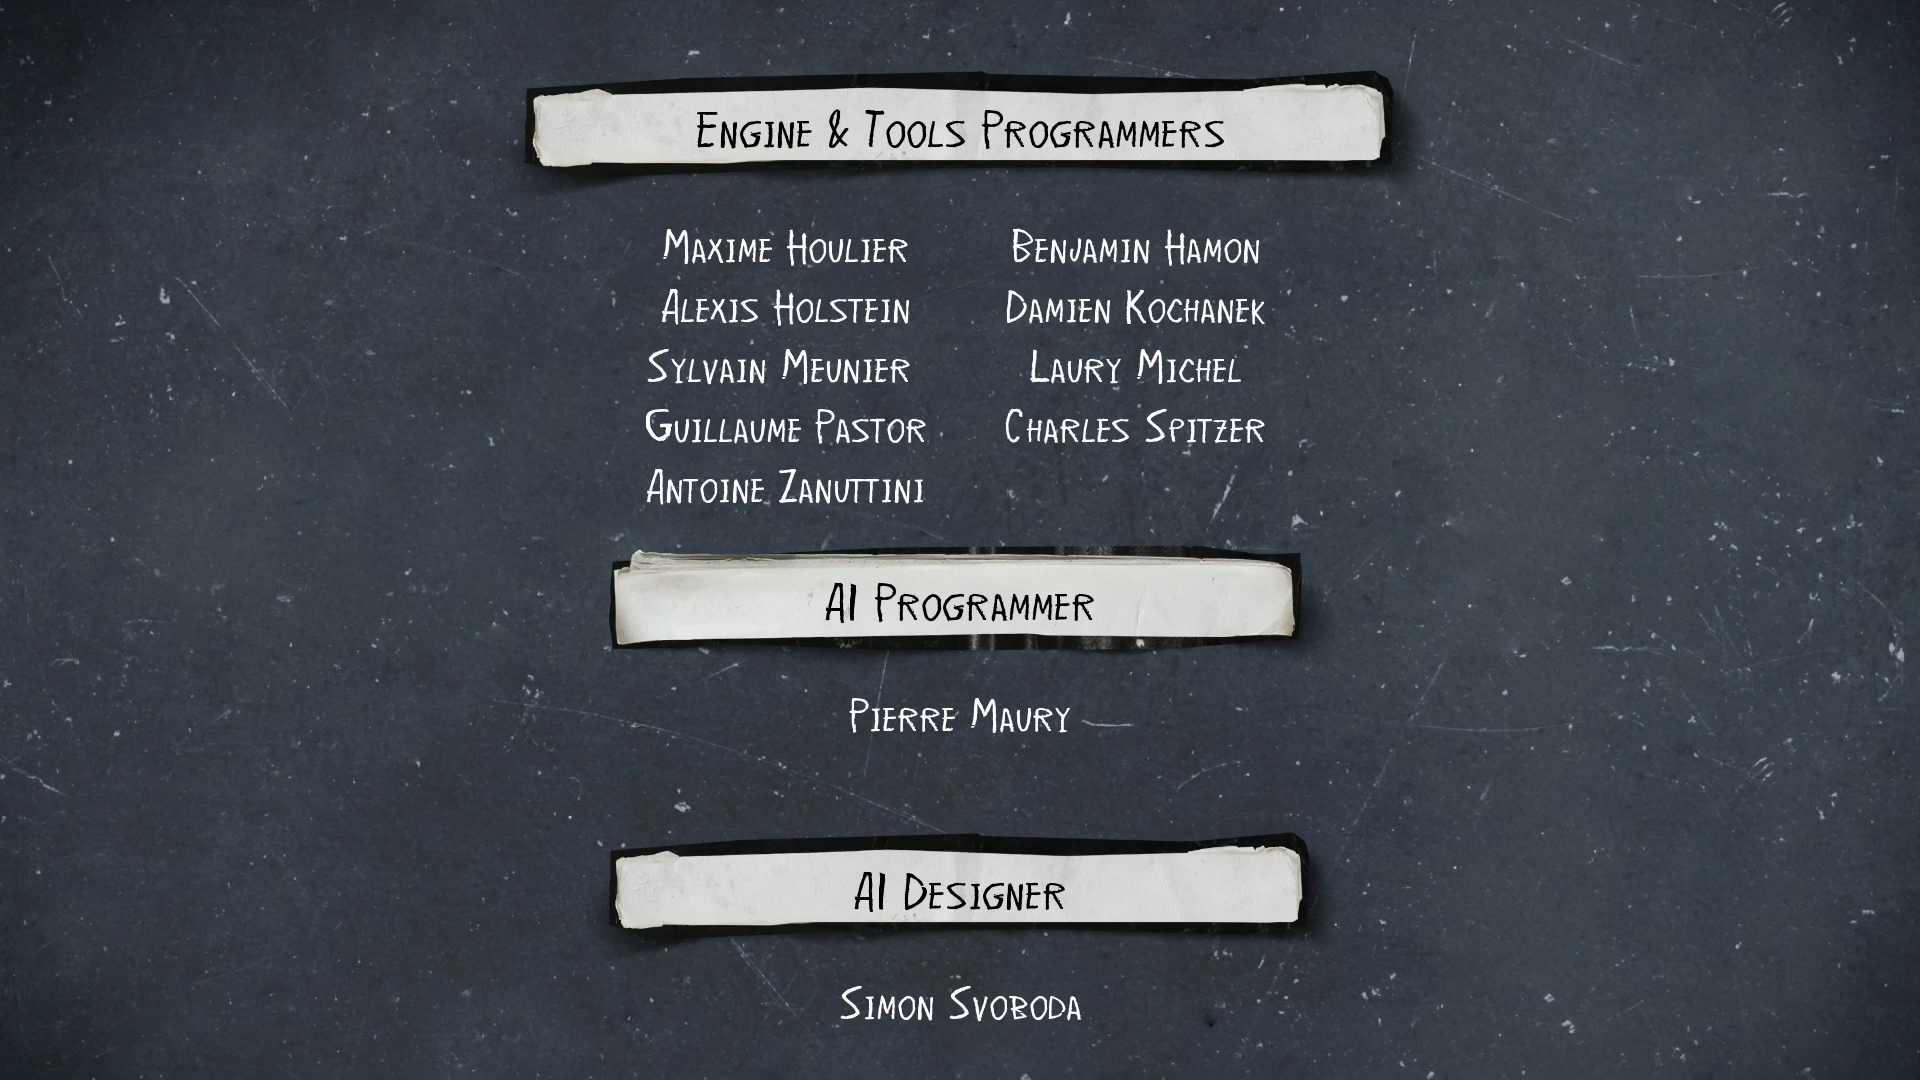 Engine & Tools Programmers
Maxime Houlier Benjamin Hamon
Alexis Holstein Damien Kochanek
Sylvain Meunier Laury Michel
Guillaume Pastor Charles Spitzer
Antoine Zanuttini
AI Programmer
Pierre Maury
AI Designer
Simon Svoboda